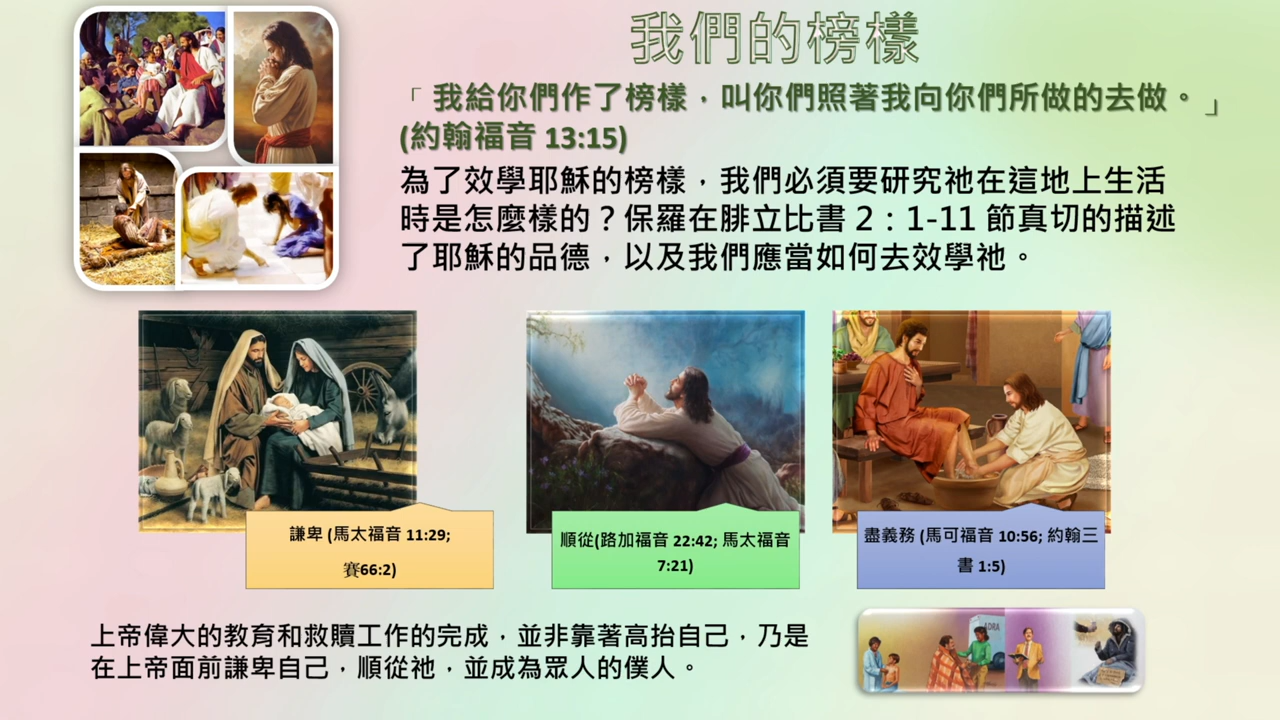 我們的榜樣
「 我給你們作了榜樣，叫你們照著我向你們所做的去做。」
(約翰福音 13:15)
為了效學耶穌的榜樣，我們必須要研究祂在這地上生活
時是怎麼樣的？保羅在腓立比書 2：1-11 節真切的描述
了耶穌的品德，以及我們應當如何去效學祂。
謙卑 (馬太福音 11:29;
賽66:2)
順從(路加福音 22:42; 馬太福音
7:21)
盡義務 (馬可福音 10:56; 約翰三
書 1:5)
上帝偉大的教育和救贖工作的完成，並非靠著高抬自己，乃是
在上帝面前謙卑自己，順從祂，並成為眾人的僕人。
ADRA